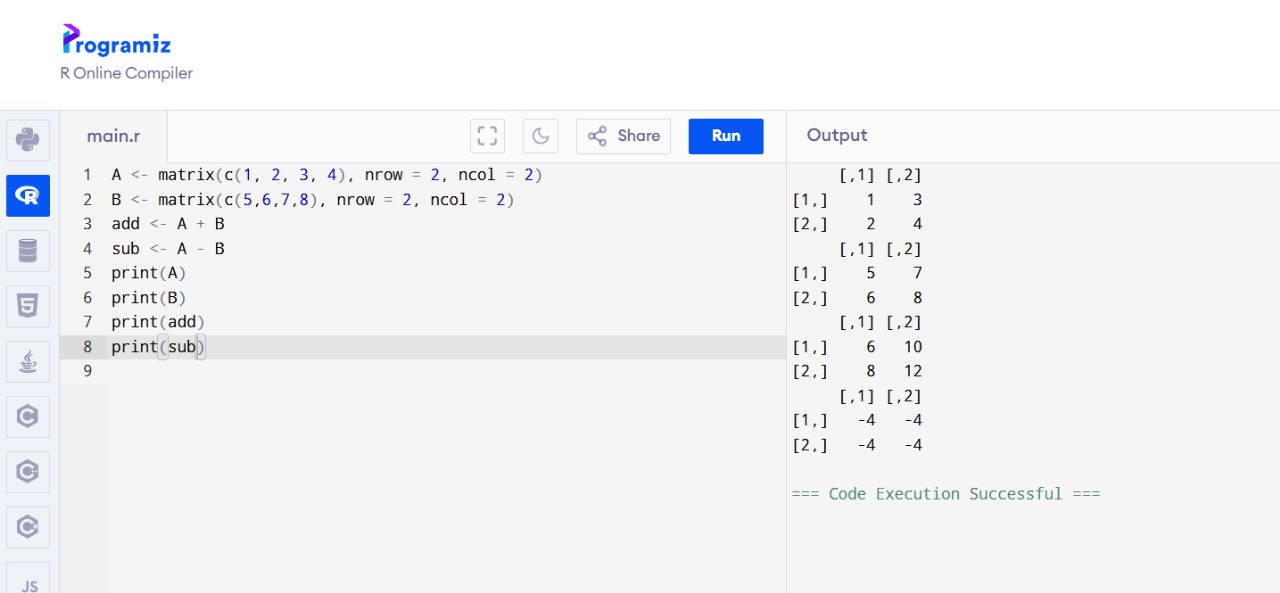 Programiz
R Online Compiler
main.r
Share
Run
Output
1 A <- matrix(c(1, 2, 3, 4), nrow = 2, ncol = 2)
2 B <- matrix(c(5,6,7,8), nrow = 2, ncol = 2)
3 add <- A + B
4 sub <- A - B
5 print(A)
6 print(B)
7 print(add)
8 print(sub)
9
[,1] [,2]
[1,] 1 3
[2,] 2 4
[,1] [,2]
[1,] 5 7
[2,] 6 8
[,1] [,2]
[1,] 6 10
[2,] 8 12
[,1] [,2]
[1,] -4 -4
[2,] -4 -4
=== Code Execution Successful ===
R
5
C
C
C
JS